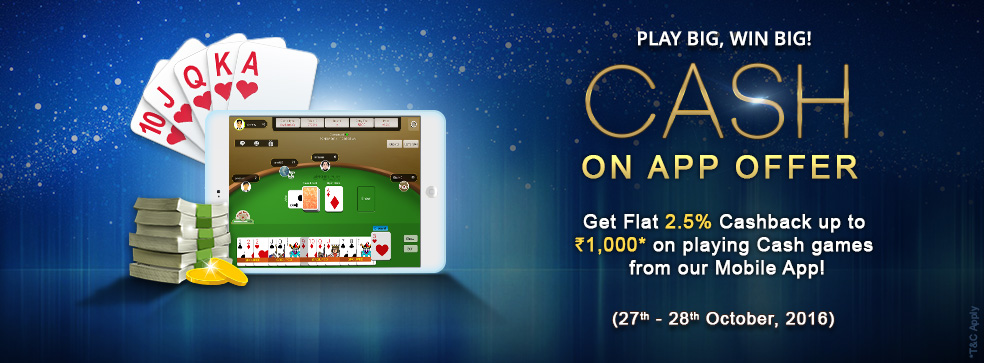 PLAY BIG, WIN BIG!
CASH
ON APP OFFER
Get Flat 2.5% Cashback up to
₹1,000* on playing Cash games
from our Mobile App!
(27th - 28th October, 2016)
*T&C Apply
10
J
Q
K
A